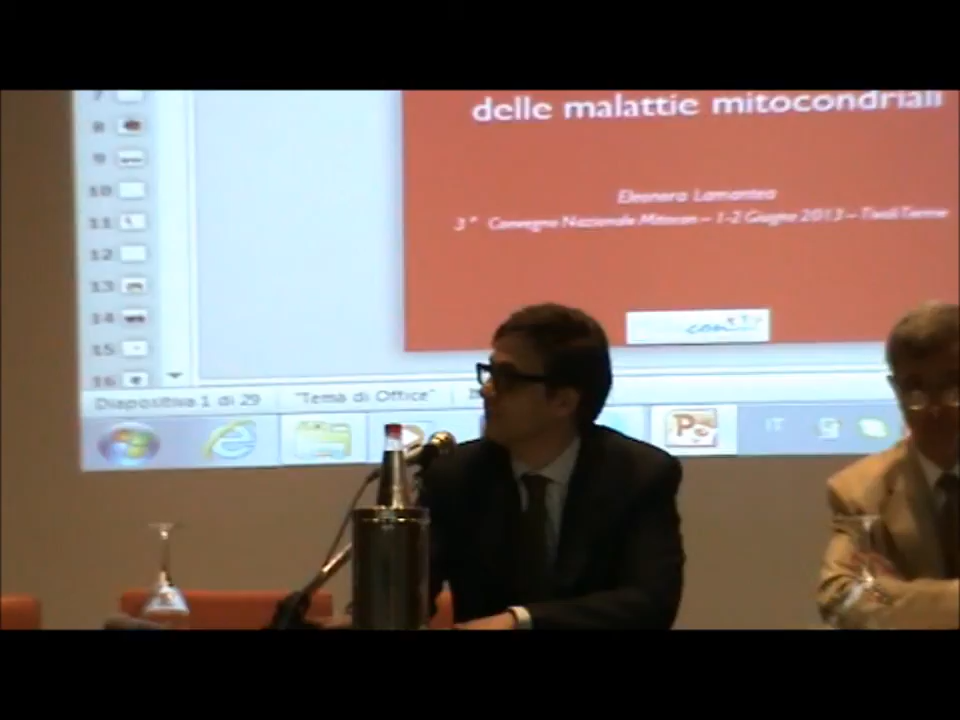 delle malattie mitocondriali
Eleonora Lamantea
3° Convegno Nazionale Mitocon – 1-2 Giugno 2013 – Tivoli Terme
7
8
9
10
11
12
13
14
15
16
Diapositiva 1 di 29 "Tema di Office"
IT